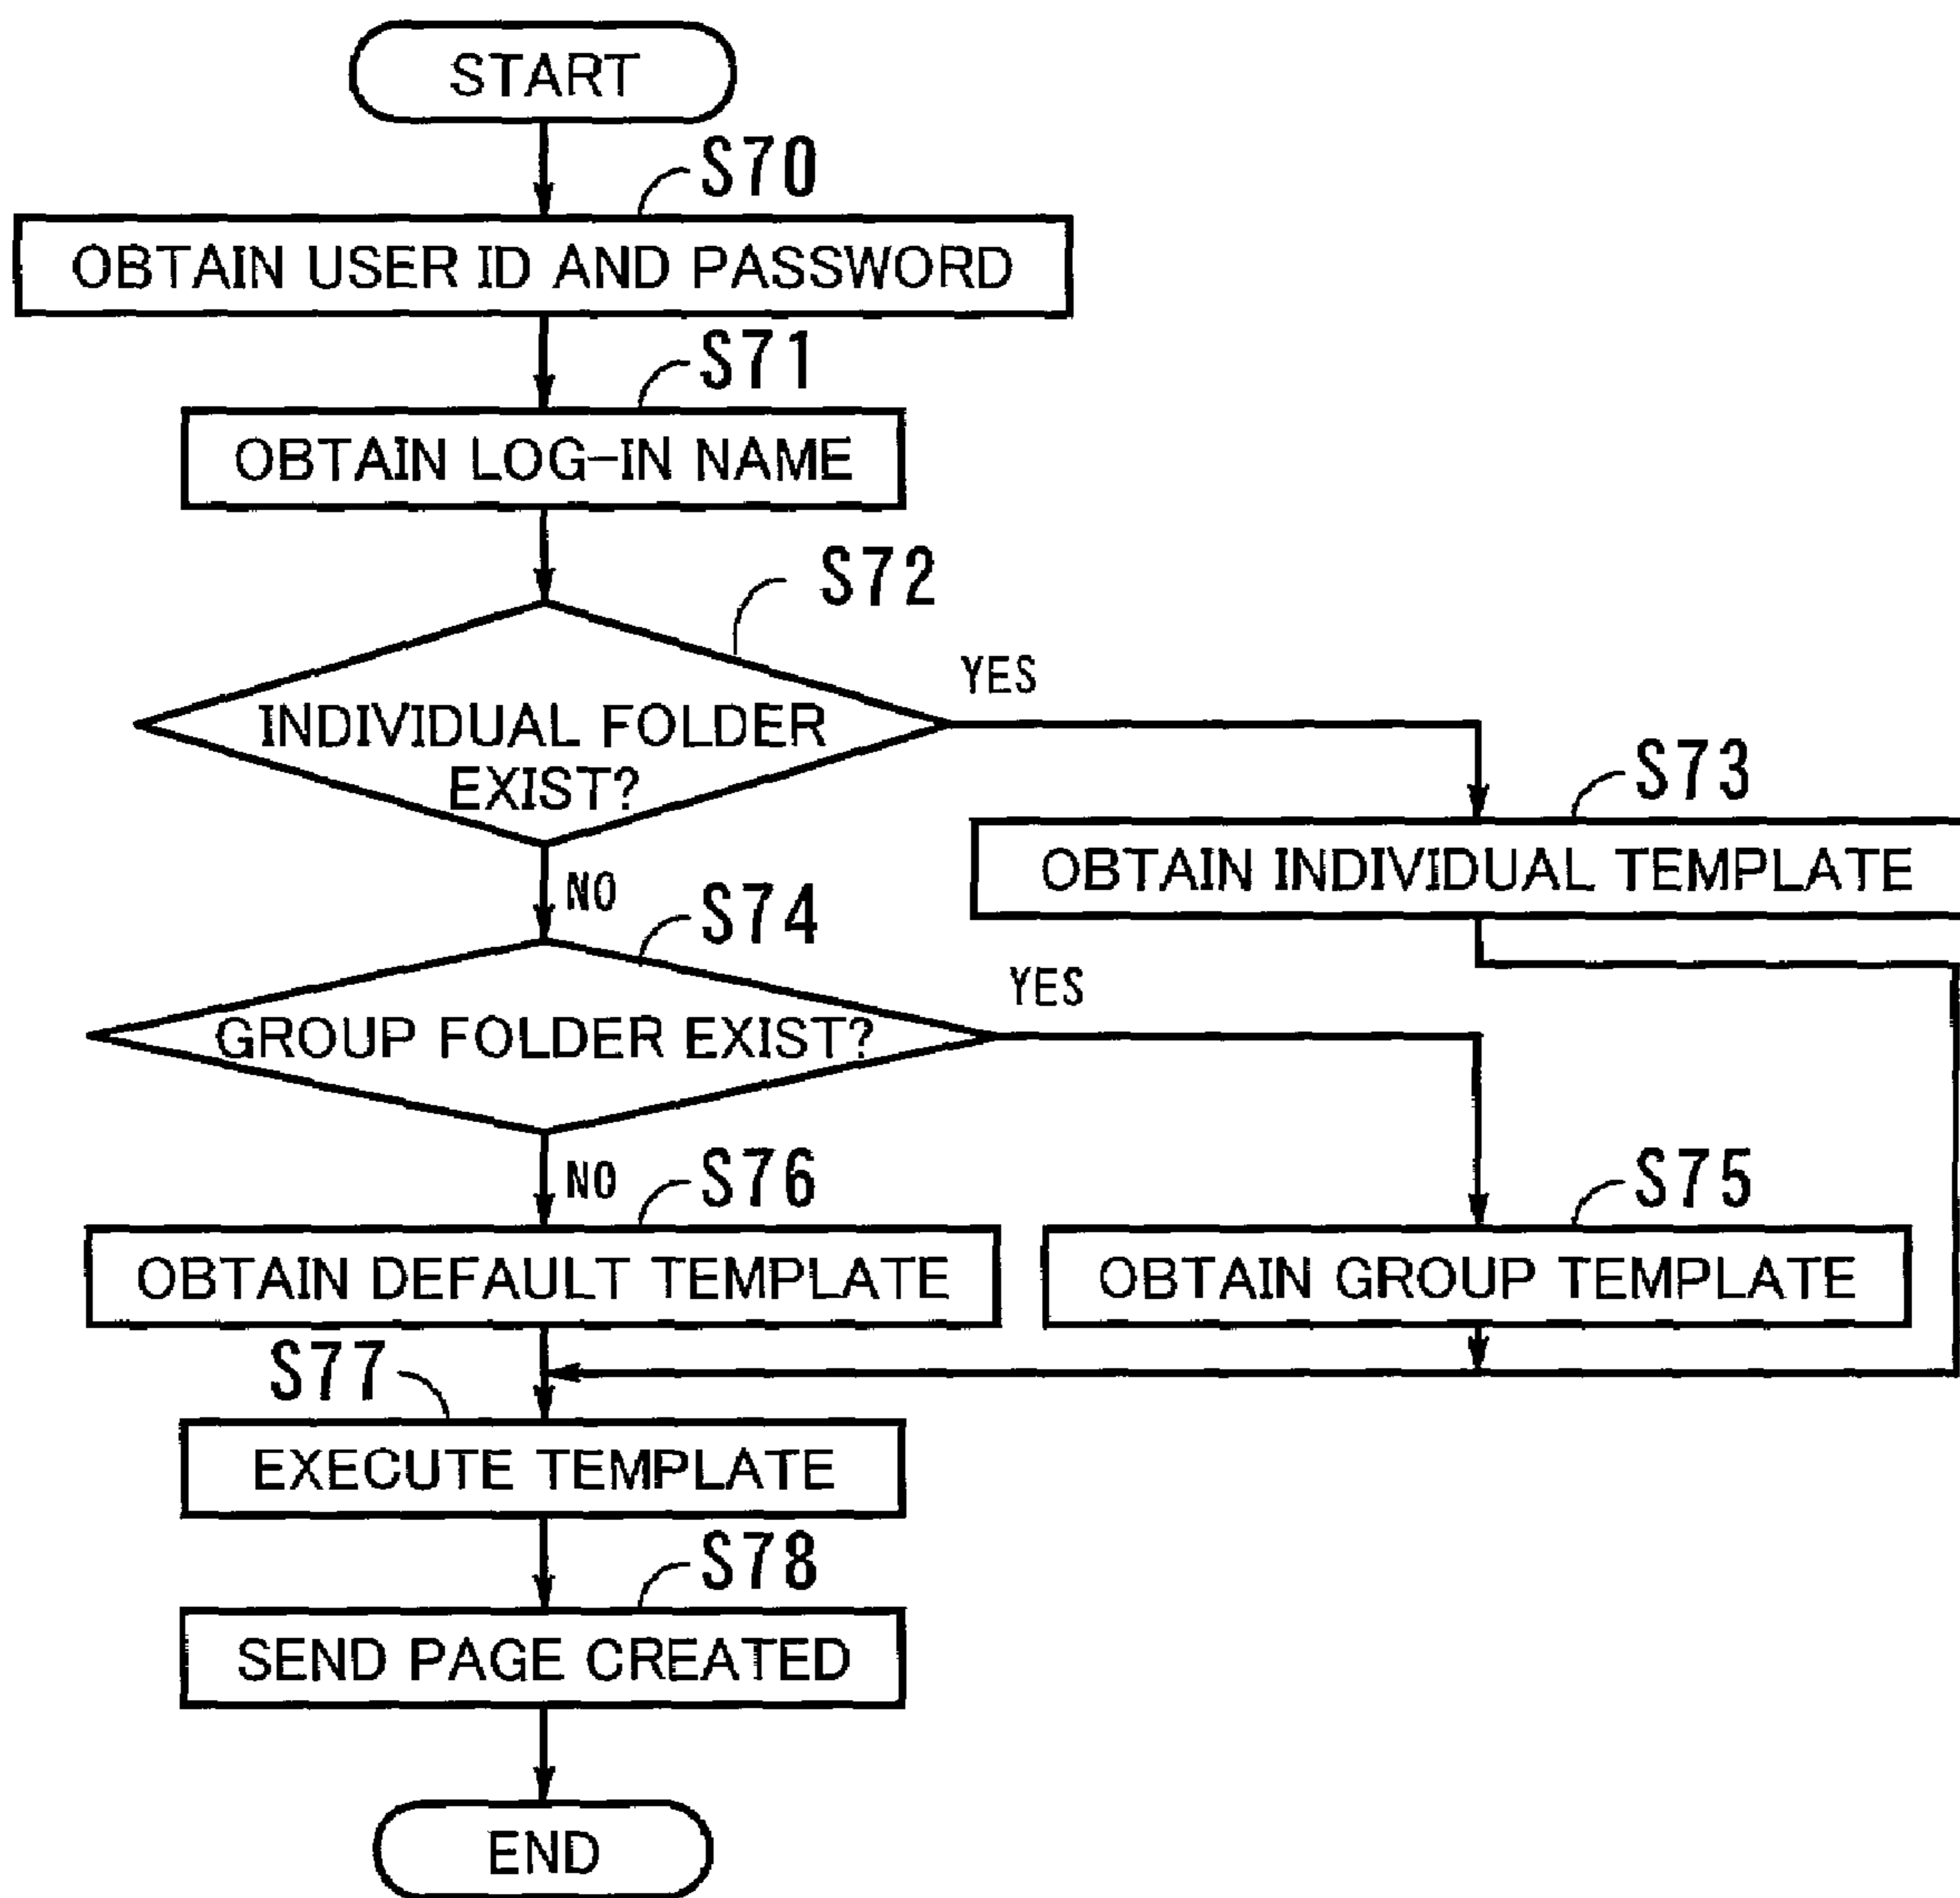 START
S70
OBTAIN USER ID AND PASSWORD
S71
OBTAIN LOG-IN NAME
S72
YES
INDIVIDUAL FOLDER
EXIST?
S73
OBTAIN INDIVIDUAL TEMPLATE
NO
S74
YES
GROUP FOLDER EXIST?
NO
S76
S75
OBTAIN DEFAULT TEMPLATE
OBTAIN GROUP TEMPLATE
S77
EXECUTE TEMPLATE
S78
SEND PAGE CREATED
END